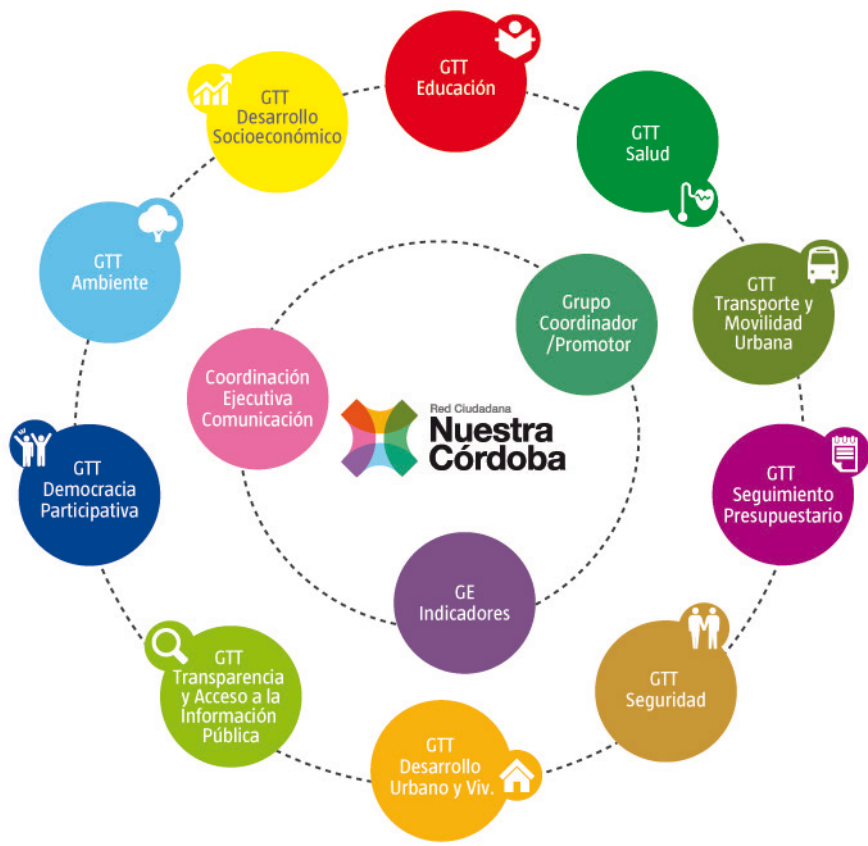 GTT
Educación
GTT
Desarrollo
Socioeconómico
GTT
Salud
GTT
Ambiente
GTT
Transporte y
Movilidad
Urbana
Grupo
Coordinador
/Promotor
Coordinación
Ejecutiva
Comunicación
Red Ciudadana
Nuestra
Córdoba
GTT
Democracia
Participativa
GTT
Seguimiento
Presupuestario
GE
Indicadores
GTT
Transparencia
y Acceso a la
Información
Pública
GTT
Seguridad
GTT
Desarrollo
Urbano y Viv.